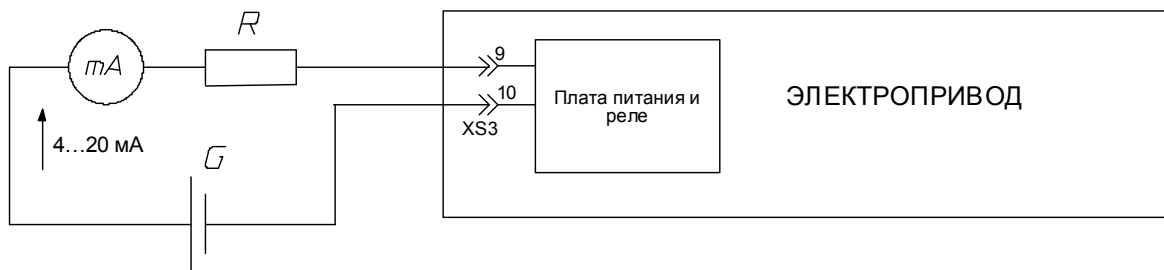 R
mA
9
10
XS3
Плата питания и
реле
ЭЛЕКТРОПРИВОД
4...20 мА
G